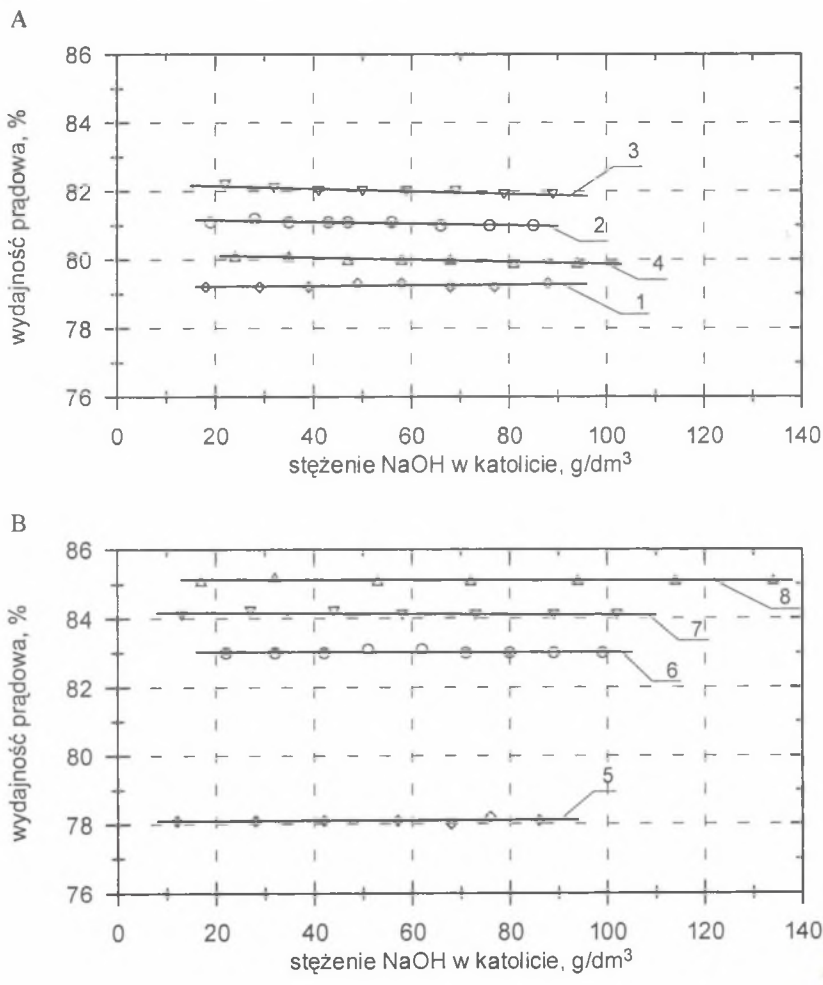 A
wydajność prądowa, %
86
84
82
80
78
76
3
2
4
1
0 20 40 60 80 100 120 140
stężenie NaOH w katolicie, g/dm³
B
wydajność prądowa, %
86
84
82
80
78
76
8
7
6
5
0 20 40 60 80 100 120 140
stężenie NaOH w katolicie, g/dm³